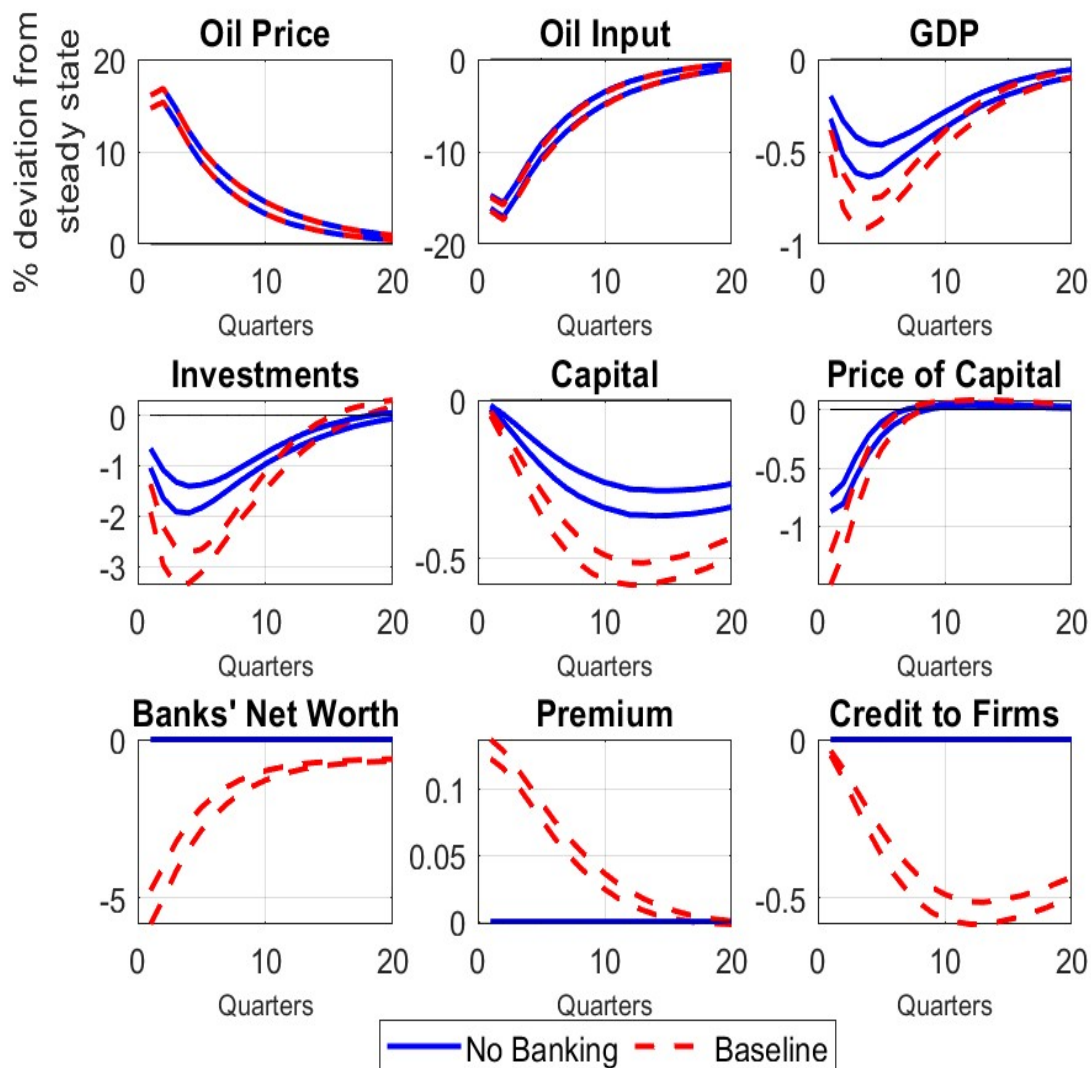 % deviation from
steady state
Oil Price
20
10
0
0 10 20
Quarters
Oil Input
0
-10
-20
0 10 20
Quarters
GDP
0
-0.5
-1
0 10 20
Quarters
Investments
0
-1
-2
-3
0 10 20
Quarters
Capital
0
-0.5
0 10 20
Quarters
Price of Capital
0
-0.5
-1
0 10 20
Quarters
Banks' Net Worth
0
-5
0 10 20
Quarters
Premium
0.1
0.05
0
0 10 20
Quarters
Credit to Firms
0
-0.5
0 10 20
Quarters
No Banking Baseline